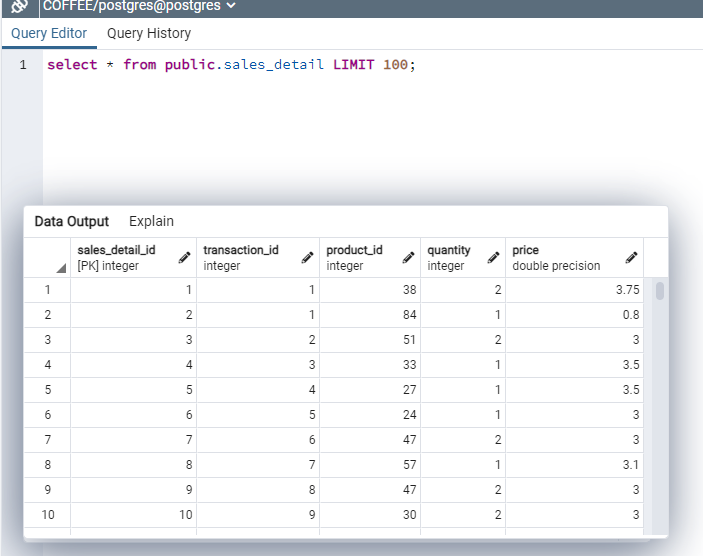 COFFEE/postgres@postgres
Query Editor Query History
1 select * from public.sales_detail LIMIT 100;
Data Output Explain
sales_detail_id transaction_id product_id quantity price
[PK] integer integer integer integer double precision
1 1 1 38 2 3.75
2 2 1 84 1 0.8
3 3 2 51 2 3
4 4 3 33 1 3.5
5 5 4 27 1 3.5
6 6 5 24 1 3
7 7 6 47 2 3
8 8 7 57 1 3.1
9 9 8 47 2 3
10 10 9 30 2 3